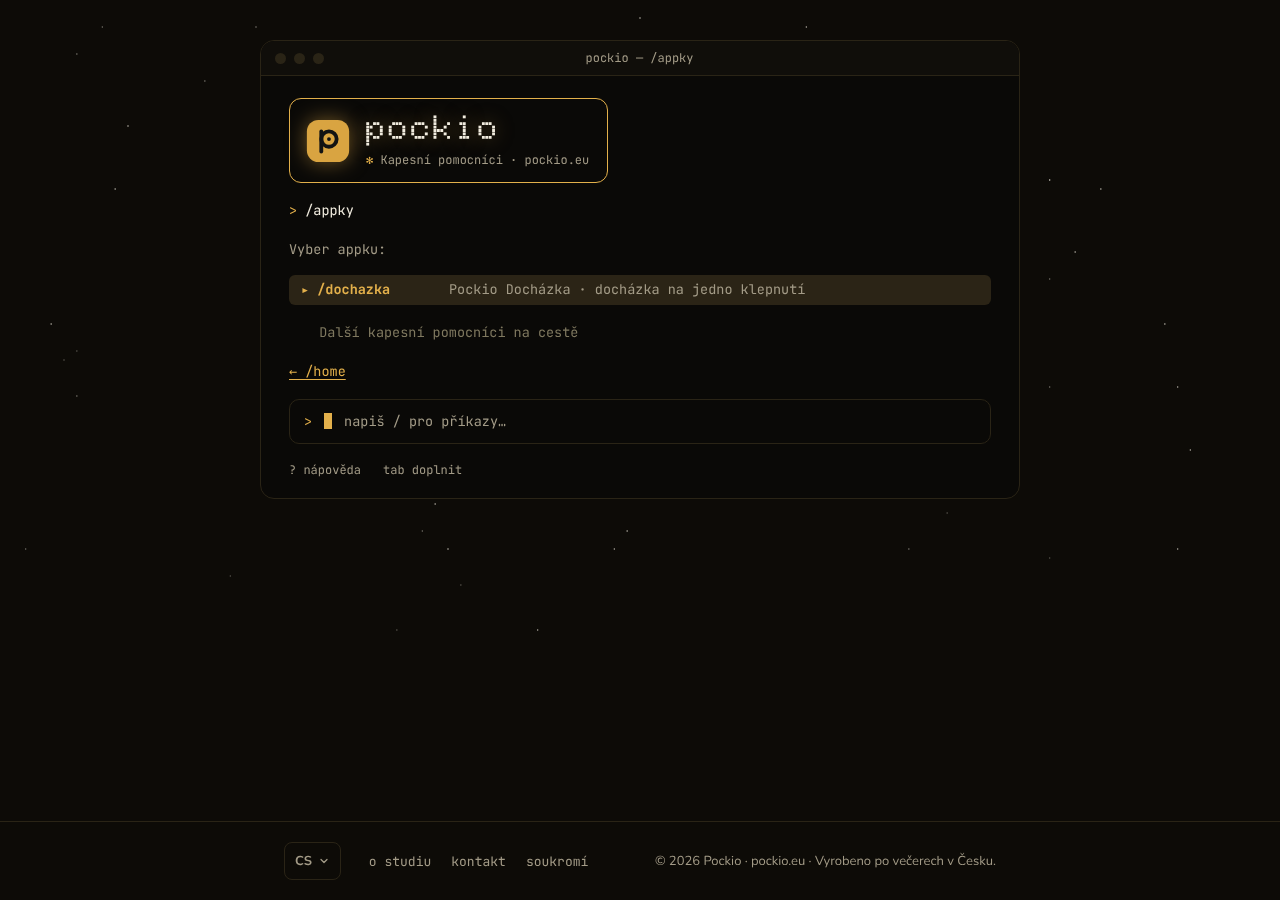 pockio — /appky
pockio
✻ Kapesní pomocníci · pockio.eu
> /appky
Vyber appku:
▸ /dochazka Pockio Docházka · docházka na jedno klepnutí
Další kapesní pomocníci na cestě
← /home
> napiš / pro příkazy…
? nápověda tab doplnit
CS o studiu kontakt soukromí © 2026 Pockio · pockio.eu · Vyrobeno po večerech v Česku.